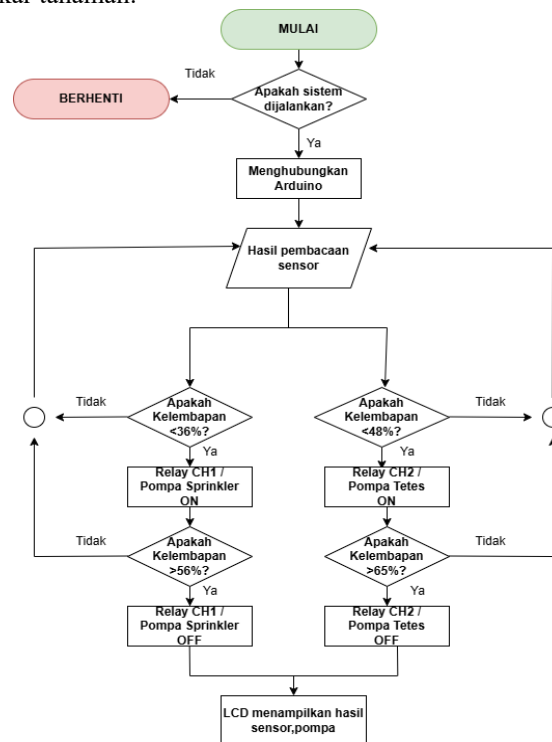 tanaman.
MULAI
Tidak
BERHENTI
Apakah sistem
dijalankan?
Ya
Menghubungkan
Arduino
Hasil pembacaan
sensor
Tidak
Apakah
Kelembapan
<36%?
Ya
Apakah
Kelembapan
<48%?
Tidak
Ya
Relay CH1 /
Pompa Sprinkler
ON
Relay CH2 /
Pompa Tetes
ON
Tidak
Apakah
Kelembapan
>56%?
Ya
Apakah
Kelembapan
>65%?
Tidak
Ya
Relay CH1 /
Pompa Sprinkler
OFF
Relay CH2 /
Pompa Tetes
OFF
LCD menampilkan hasil
sensor,pompa